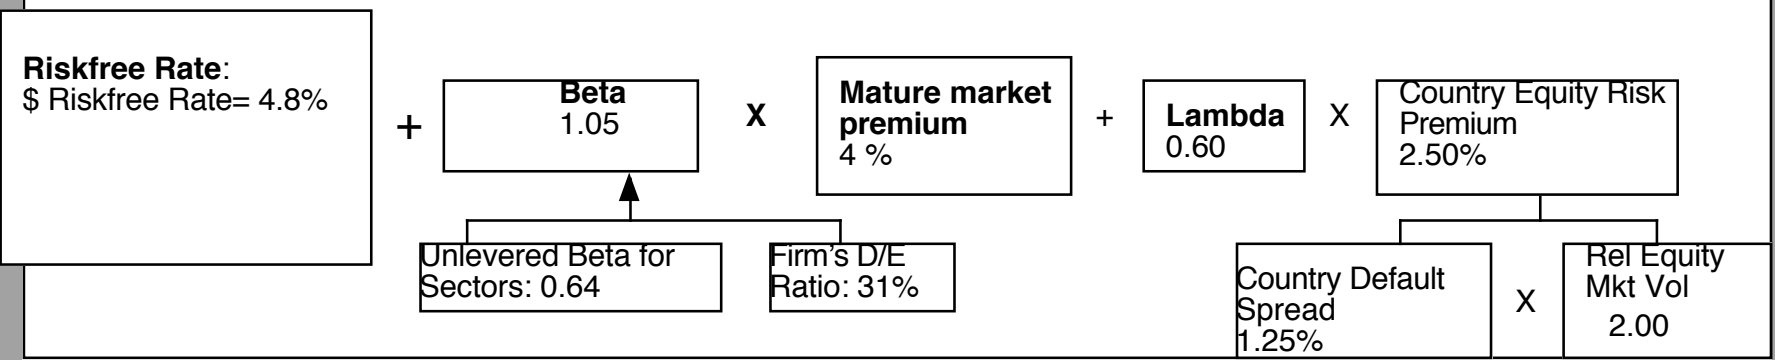 Riskfree Rate:
$ Riskfree Rate= 4.8%
+
Beta
1.05
X
Mature market
premium
4 %
+
Lambda
0.60
X
Country Equity Risk
Premium
2.50%
Unlevered Beta for
Sectors: 0.64
Firm's D/E
Ratio: 31%
Country Default
Spread
1.25%
X
Rel Equity
Mkt Vol
2.00